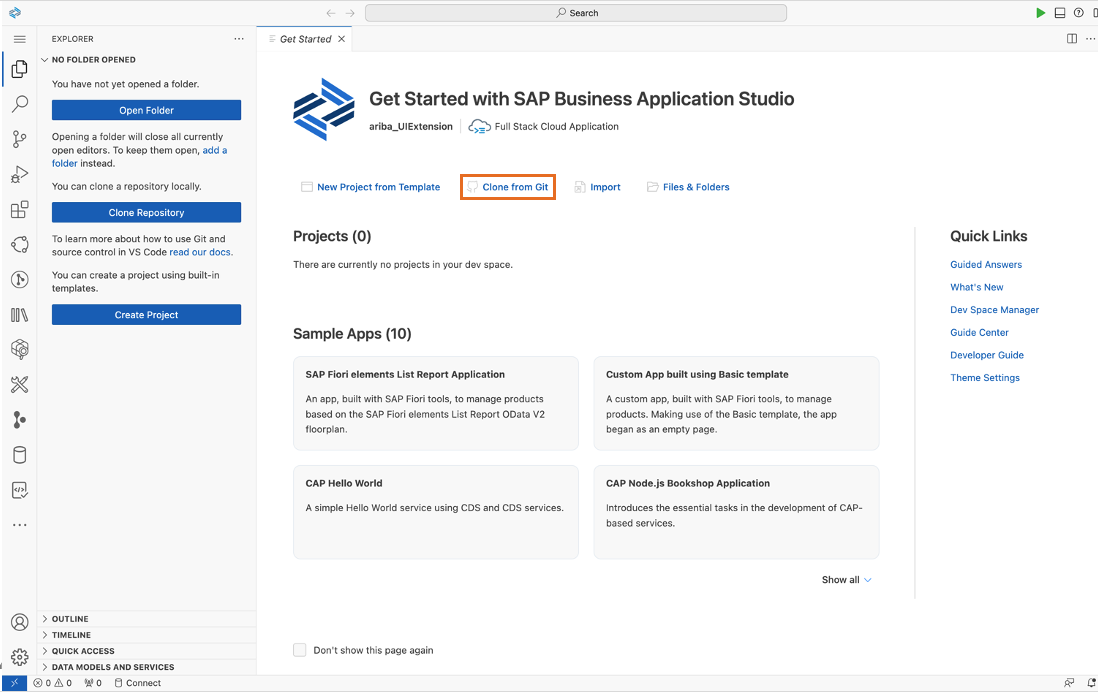 Search
EXPLORER
NO FOLDER OPENED
You have not yet opened a folder.
Open Folder
Opening a folder will close all currently
open editors. To keep them open, add a
folder instead.
You can clone a repository locally.
Clone Repository
To learn more about how to use Git and
source control in VS Code read our docs.
You can create a project using built-in
templates.
Create Project
OUTLINE
TIMELINE
QUICK ACCESS
DATA MODELS AND SERVICES
Get Started
Get Started with SAP Business Application Studio
ariba_UIExtension Full Stack Cloud Application
New Project from Template Clone from Git Import Files & Folders
Projects (0)
There are currently no projects in your dev space.
Sample Apps (10)
SAP Fiori elements List Report Application
An app, built with SAP Fiori tools, to manage products
based on the SAP Fiori elements List Report OData V2
floorplan.
Custom App built using Basic template
A custom app, built with SAP Fiori tools, to manage
products. Making use of the Basic template, the app
began as an empty page.
CAP Hello World
A simple Hello World service using CDS and CDS services.
CAP Node.js Bookshop Application
Introduces the essential tasks in the development of CAP-
based services.
Show all
Don't show this page again
Quick Links
Guided Answers
What's New
Dev Space Manager
Guide Center
Developer Guide
Theme Settings
0 0 0 Connect